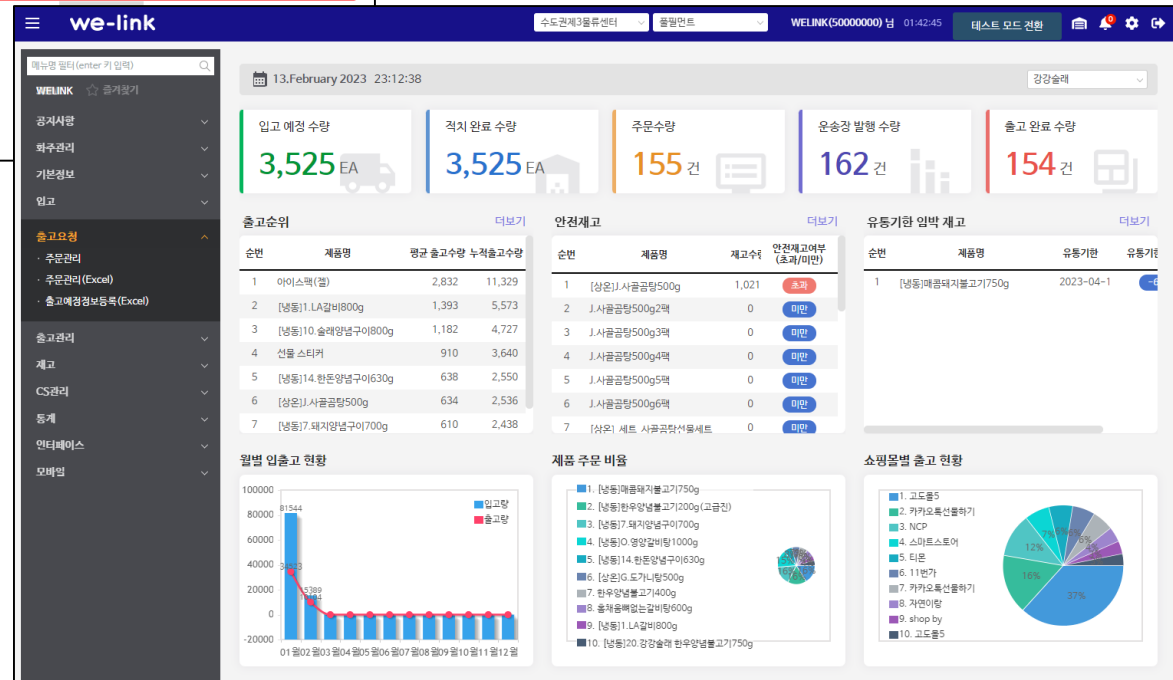 we-link
수도권제3물류센터
풀필먼트
WELINK(50000000) 님 01:42:45
테스트 모드 전환
메뉴명 필터(enter 키 입력)
WELINK 즐겨찾기
공지사항
화주관리
기본정보
입고
출고요청
· 주문관리
· 주문관리(Excel)
· 출고예정정보등록(Excel)
출고관리
재고
CS관리
통계
인터페이스
모바일
13.February 2023 23:12:38
강강술래
입고 예정 수량
3,525 EA
적치 완료 수량
3,525 EA
주문수량
155 건
운송장 발행 수량
162 건
출고 완료 수량
154 건
출고순위 더보기
순번 제품명 평균 출고수량 누적출고수량
1 아이스팩(겔) 2,832 11,329
2 [냉동]1.LA갈비800g 1,393 5,573
3 [냉동]10.술래양념구이800g 1,182 4,727
4 선물 스티커 910 3,640
5 [냉동]14.한돈양념구이630g 638 2,550
6 [상온]J.사골곰탕500g 634 2,536
7 [냉동]7.돼지양념구이700g 610 2,438
안전재고 더보기
순번 제품명 재고수량 안전재고여부
(초과/미만)
1 [상온]J.사골곰탕500g 1,021 초과
2 J.사골곰탕500g2팩 0 미만
3 J.사골곰탕500g3팩 0 미만
4 J.사골곰탕500g4팩 0 미만
5 J.사골곰탕500g5팩 0 미만
6 J.사골곰탕500g6팩 0 미만
7 [상온] 세트 사골곰탕선물세트 0 미만
유통기한 임박 재고 더보기
순번 제품명 유통기한
1 [냉동]매콤돼지불고기750g 2023-04-1
월별 입출고 현황
100000
80000
60000
40000
20000
0
-20000
81544
15389
입고량
출고량
01월02월03월04월05월06월07월08월09월10월11월12월
제품 주문 비율
1. [냉동]매콤돼지불고기750g
2. [냉동]한우양념불고기200g(고급진)
3. [냉동]7.돼지양념구이700g
4. [냉동]O.영양갈비탕1000g
5. [냉동]14.한돈양념구이630g
6. [상온]G.도가니탕500g
7. 한우양념불고기400g
8. 홀채움뼈없는갈비탕600g
9. [냉동]1.LA갈비800g
10. [냉동]20.강강술래 한우양념불고기750g
쇼핑몰별 출고 현황
1. 고도몰5
2. 카카오톡선물하기
3. NCP
4. 스마트스토어
5. 티몬
6. 11번가
7. 카카오톡선물하기
8. 자연이랑
9. shop by
10. 고도몰5
37%
16%
12%
7%
6%
6%
6%
4%